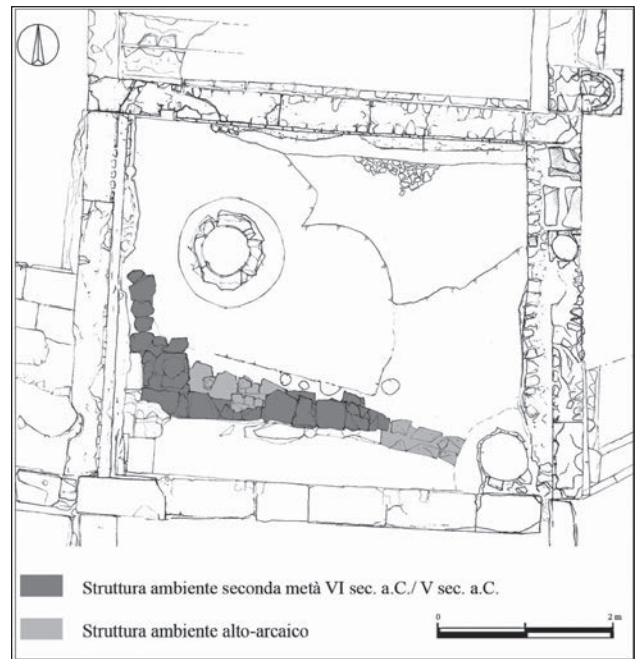 Struttura ambiente seconda metà VI sec. a.C./ V sec. a.C.
Struttura ambiente alto-arcaico
0
2 m